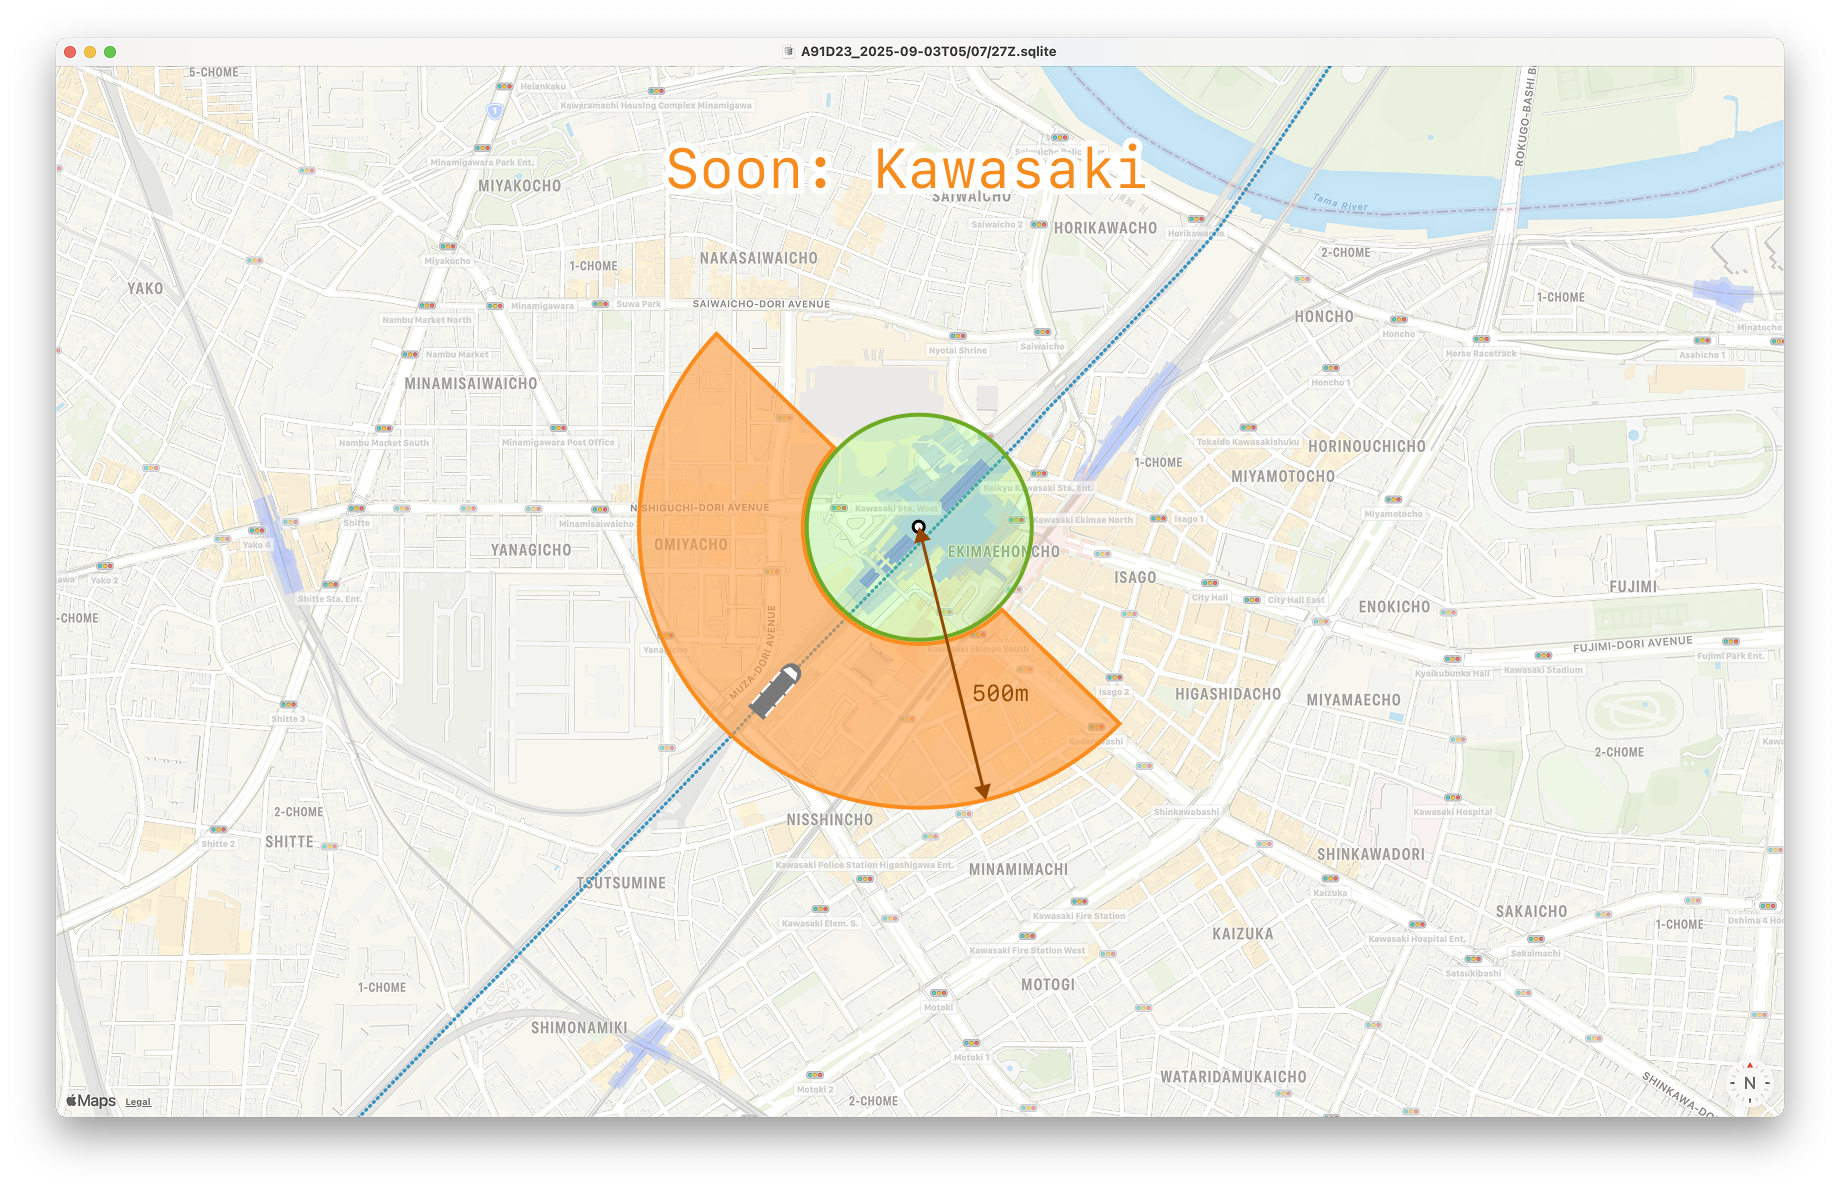 A91D23_2025-09-03T05/07/27Z.sqlite
5-CHOME
Heiankaku
Kawaramachi Housing Complex Minamigawa
1
ROKUGO-BASHI B
Minamigawara Park Ent.
MIYAKOCHO
Soon: Kawasaki
SAIWAICHO
Tama River
Saiwaicho 2
HORIKAWACHO
Horikawacho
Miyakocho
1-CHOME
NAKASAIWAICHO
2-CHOME
YAKO
Minamigawara
Suwa Park
SAIWAICHO-DORI AVENUE
1-CHOME
Nambu Market North
HONCHO
Honcho
Minatocho
Nambu Market
Nyotai Shrine
Saiwaicho
Horse Racetrack
Asahicho 1
MINAMISAIWAICHO
Honcho 1
Nambu Market South
Minamigawara Post Office
Tokaido Kawasakishuku
HORINOUCHICHO
1-CHOME
MIYAMOTOCHO
Keikyu Kawasaki Sta. Ent.
NISHIGUCHI-DORI AVENUE
Kawasaki Sta. West
Shitte
Minamisaiwaicho
Kawasaki Ekimae North
Isago 1
Miyamotocho
Yako 4
YANAGICHO
OMIYACHO
EKIMAEHONCHO
awa
Yako 2
ISAGO
FUJIMI
Shitte Sta. Ent.
City Hall
City Hall East
ENOKICHO
-CHOME
MUZA-DORI AVENUE
Kawasaki Ekimae South
FUJIMI-DORI AVENUE
Fujimi Park Ent.
Kawasaki Stadium
Kyoikubunka Hall
500m
Isago 2
HIGASHIDACHO
MIYAMAECHO
Shitte 3
2-CHOME
Kawa
2-CHOME
NISSHINCHO
Shinkawabashi
Kawasaki Hospital
Shitte 2
SHITTE
SHINKAWADORI
Kawasaki Police Station Higashigawa Ent.
MINAMIMACHI
TSUTSUMINE
Kaizuka
Kawasaki Elem. S.
Kawasaki Fire Station
SAKAICHO
1-CHOME
Oshima 4 Ho
KAIZUKA
Kawasaki Hospital Ent.
Kawasaki Fire Station West
Sakaimachi
Satsukibashi
1-CHOME
MOTOGI
Motoki
SHIMONAMIKI
Motoki 1
WATARIDAMUKAICHO
SHINKAWA-DO
Motoki 2
2-CHOME
N
Maps
Legal